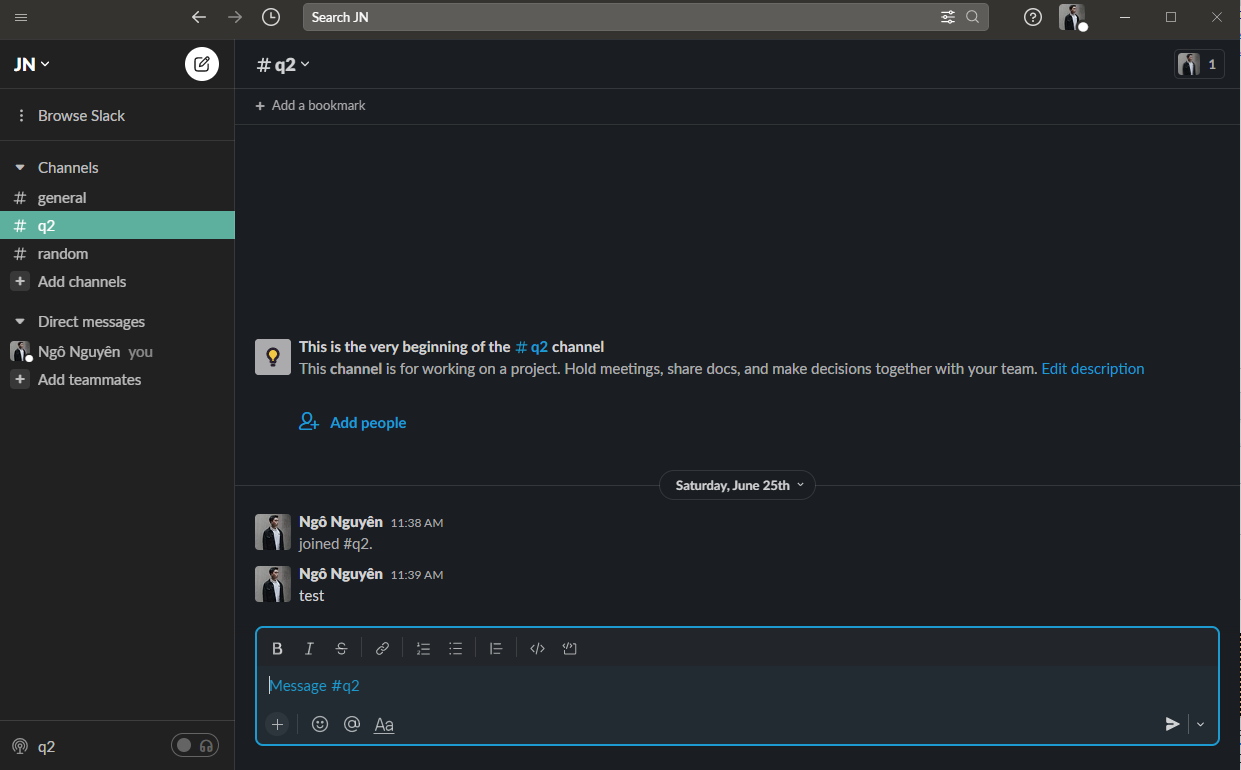 Search JN
JN
# q2
1
Browse Slack
+ Add a bookmark
Channels
# general
# q2
# random
+ Add channels
Direct messages
Ngô Nguyên you
+ Add teammates
This is the very beginning of the # q2 channel
This channel is for working on a project. Hold meetings, share docs, and make decisions together with your team. Edit description
Add people
Saturday, June 25th
Ngô Nguyên 11:38 AM
joined #q2.
Ngô Nguyên 11:39 AM
test
B I S
Message #q2
+ @ Aa
q2